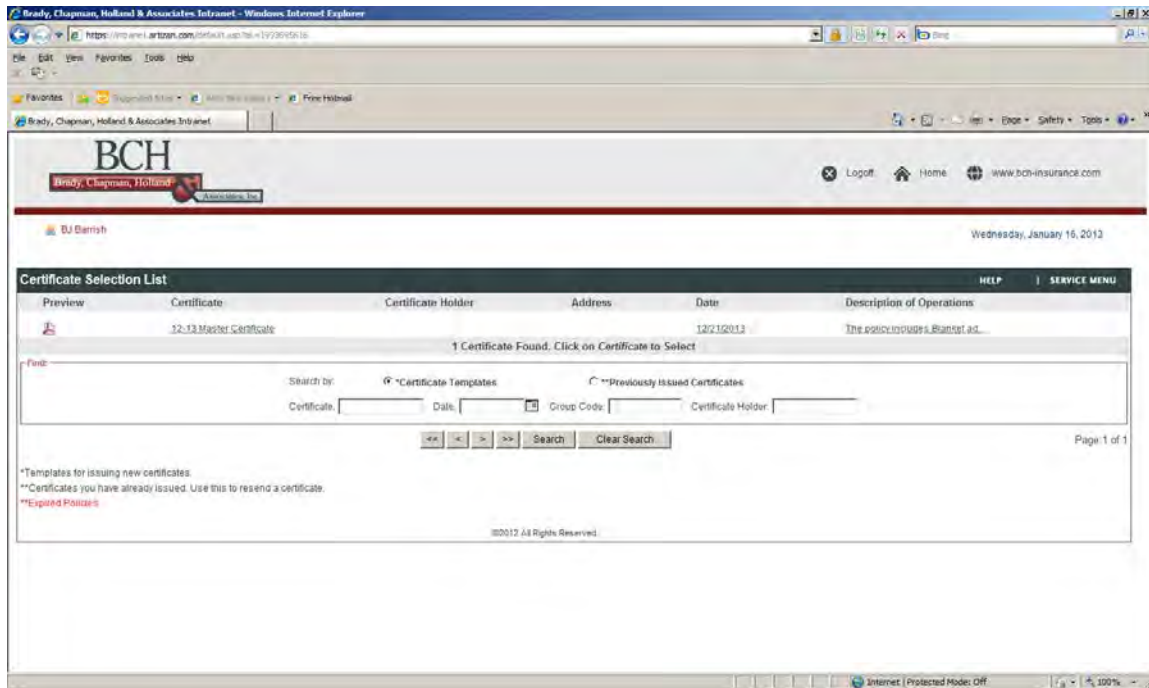 Brady, Chapman, Holland & Associates Intranet - Windows Internet Explorer
Bing
File Edit View Favorites Tools Help
Favorites Free Hotmail
Brady, Chapman, Holland & Associates Intranet Page Safety Tools
BCH
Brady, Chapman, Holland
Associates, Inc.
Logoff Home www.bch-insurance.com
BJ Barrish
Wednesday, January 16, 2013
Certificate Selection List HELP | SERVICE MENU
Preview Certificate Certificate Holder Address Date Description of Operations
12-13 Master Certificate 12/21/2013 The policy includes Blanket ad...
1 Certificate Found. Click on Certificate to Select
Find:
Search by: *Certificate Templates **Previously Issued Certificates
Certificate: Date: Group Code: Certificate Holder:
<< < > >> Search Clear Search Page:1 of 1
*Templates for issuing new certificates.
**Certificates you have already issued. Use this to resend a certificate.
**Expired Policies
©2012 All Rights Reserved.
Internet | Protected Mode: Off 100%